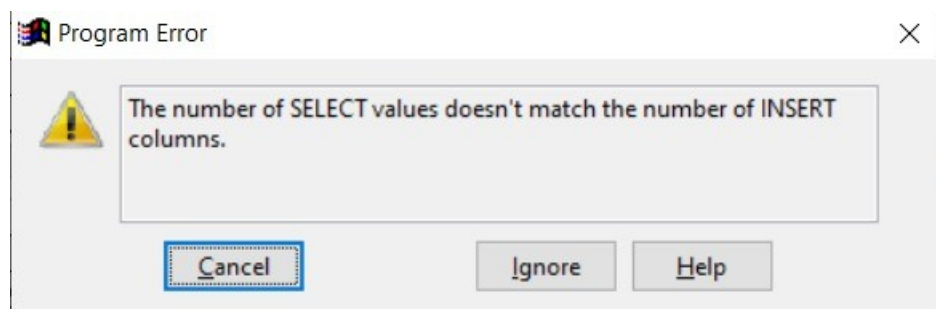 Program Error
The number of SELECT values doesn't match the number of INSERT
columns.
Cancel Ignore Help